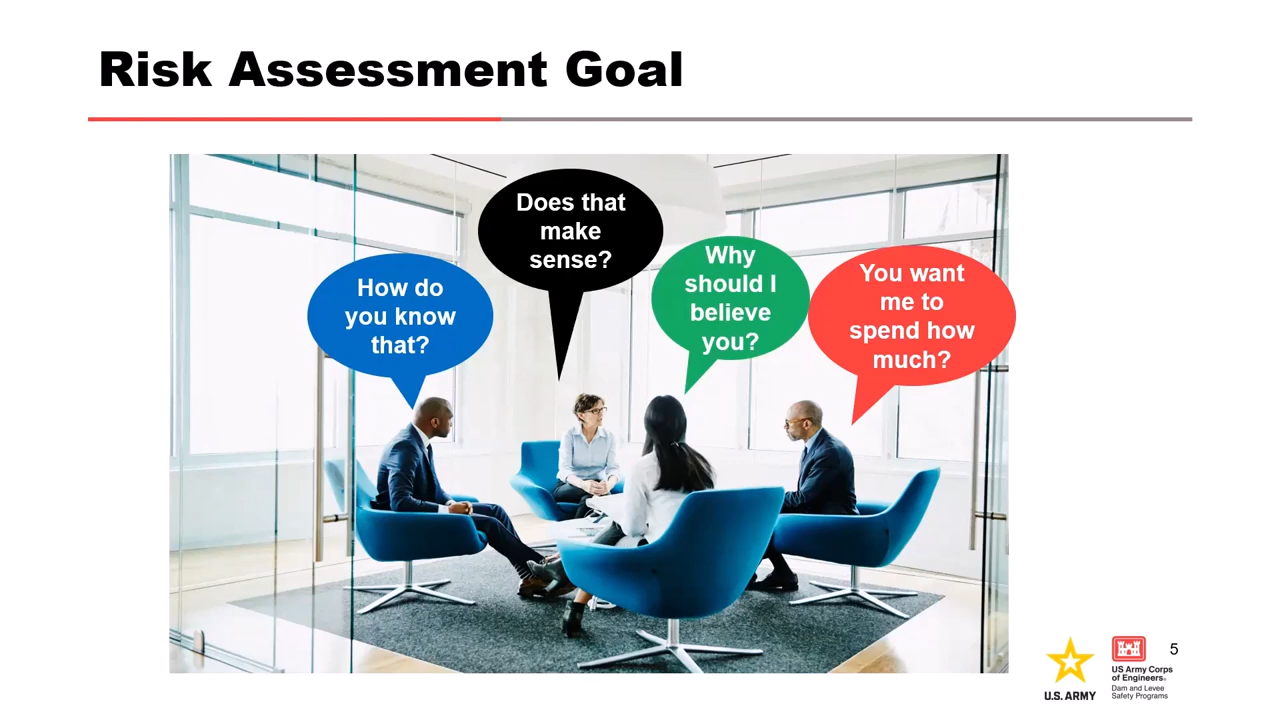 Risk Assessment Goal
How do
you know
that?
Does that
make
sense?
Why
should I
believe
you?
You want
me to
spend how
much?
U.S. ARMY
US Army Corps
of Engineers®
Dam and Levee
Safety Programs
5